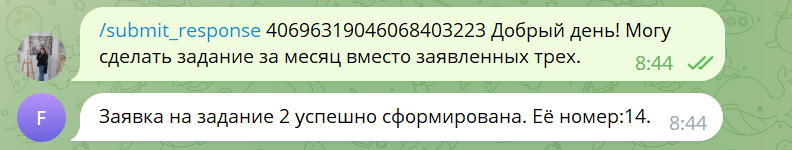 /submit_response 40696319046068403223 Добрый день! Могу
сделать задание за месяц вместо заявленных трех.
8:44
F
Заявка на задание 2 успешно сформирована. Её номер:14.
8:44